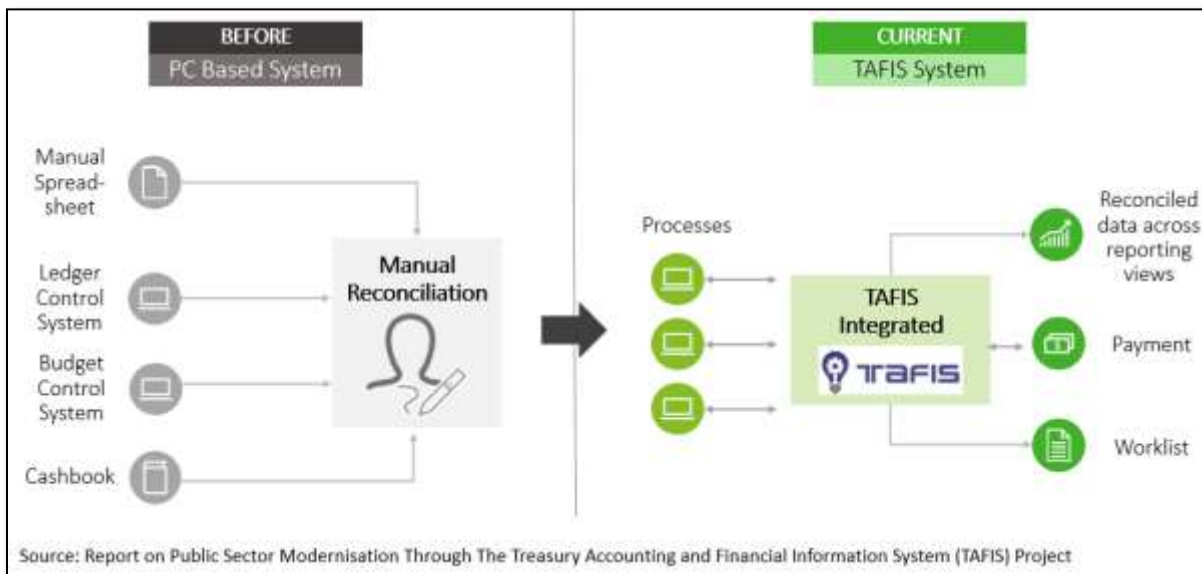 BEFORE
PC Based System
Manual
Spread-
sheet
Ledger
Control
System
Budget
Control
System
Cashbook
Manual
Reconciliation
CURRENT
TAFIS System
Processes
TAFIS
Integrated
TAFIS
Reconciled
data across
reporting
views
Payment
Worklist
Source: Report on Public Sector Modernisation Through The Treasury Accounting and Financial Information System (TAFIS) Project